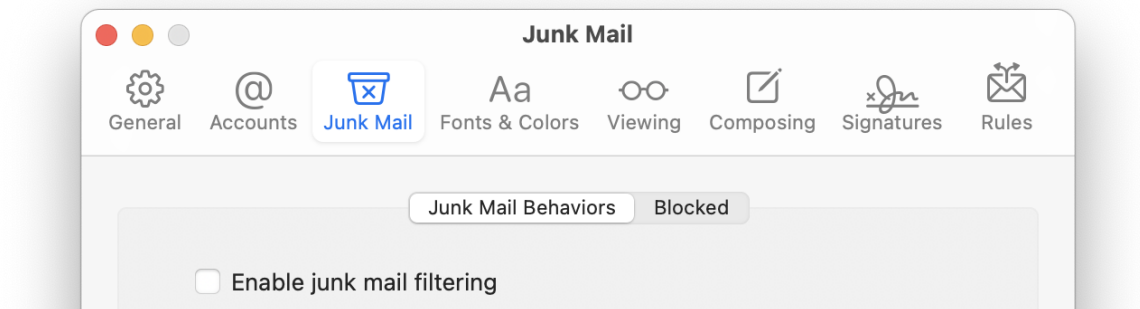 Junk Mail
General Accounts Junk Mail Fonts & Colors Viewing Composing Signatures Rules
Junk Mail Behaviors Blocked
Enable junk mail filtering